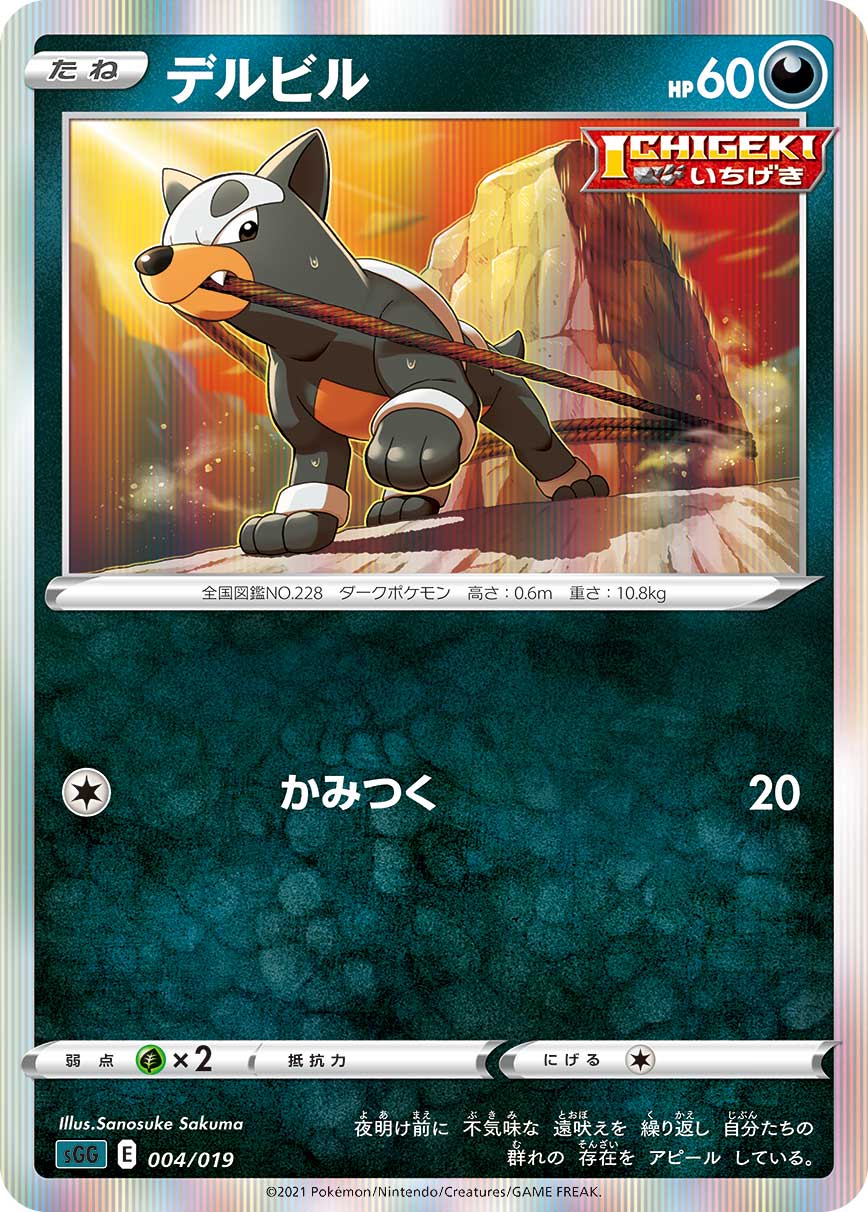 たね デルビル HP60
ICHIGEKI
いちげき
全国図鑑NO.228 ダークポケモン 高さ:0.6m 重さ:10.8kg
かみつく 20
弱点 ×2 抵抗力 にげる
Illus.Sanosuke Sakuma
夜明け前に 不気味な 遠吠えを 繰り返し 自分たちの
群れの 存在を アピール している。
sGG E 004/019
©2021 Pokémon/Nintendo/Creatures/GAME FREAK.